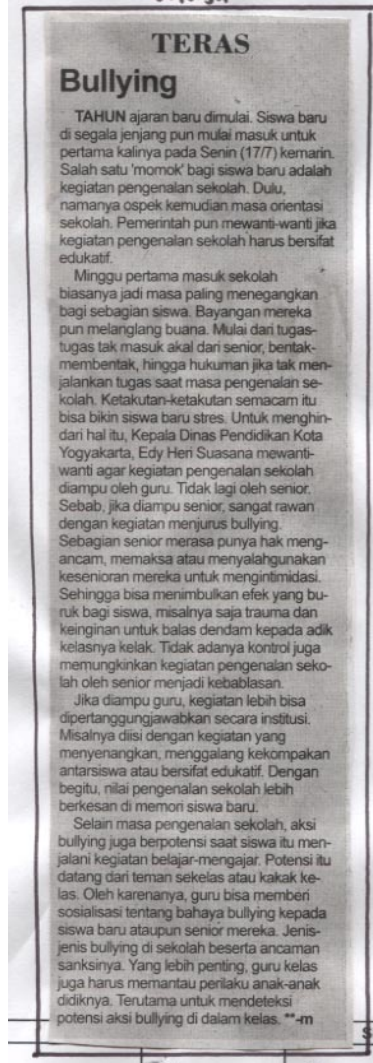 TERAS
Bullying
TAHUN ajaran baru dimulai. Siswa baru
di segala jenjang pun mulai masuk untuk
pertama kalinya pada Senin (17/7) kemarin.
Salah satu 'momok' bagi siswa baru adalah
kegiatan pengenalan sekolah. Dulu,
namanya ospek kemudian masa orientasi
sekolah. Pemerintah pun mewanti-wanti jika
kegiatan pengenalan sekolah harus bersifat
edukatif.
Minggu pertama masuk sekolah
biasanya jadi masa paling menegangkan
bagi sebagian siswa. Bayangan mereka
pun melanglang buana. Mulai dari tugas-
tugas tak masuk akal dari senior, bentak-
membentak, hingga hukuman jika tak men-
jalankan tugas saat masa pengenalan se-
kolah. Ketakutan-ketakutan semacam itu
bisa bikin siswa baru stres. Untuk menghin-
dari hal itu, Kepala Dinas Pendidikan Kota
Yogyakarta, Edy Heri Suasana mewanti-
wanti agar kegiatan pengenalan sekolah
diampu oleh guru. Tidak lagi oleh senior.
Sebab, jika diampu senior, sangat rawan
dengan kegiatan menjurus bullying.
Sebagian senior merasa punya hak meng-
ancam, memaksa atau menyalahgunakan
kesenioran mereka untuk mengintimidasi.
Sehingga bisa menimbulkan efek yang bu-
ruk bagi siswa, misalnya saja trauma dan
keinginan untuk balas dendam kepada adik
kelasnya kelak. Tidak adanya kontrol juga
memungkinkan kegiatan pengenalan seko-
lah oleh senior menjadi kebablasan.
Jika diampu guru, kegiatan lebih bisa
dipertanggungjawabkan secara institusi.
Misalnya diisi dengan kegiatan yang
menyenangkan, menggalang kekompakan
antarsiswa atau bersifat edukatif. Dengan
begitu, nilai pengenalan sekolah lebih
berkesan di memori siswa baru.
Selain masa pengenalan sekolah, aksi
bullying juga berpotensi saat siswa itu men-
jalani kegiatan belajar-mengajar. Potensi itu
datang dari teman sekelas atau kakak ke-
las. Oleh karenanya, guru bisa memberi
sosialisasi tentang bahaya bullying kepada
siswa baru ataupun senior mereka. Jenis-
jenis bullying di sekolah beserta ancaman
sanksinya. Yang lebih penting, guru kelas
juga harus memantau perilaku anak-anak
didiknya. Terutama untuk mendeteksi
potensi aksi bullying di dalam kelas. **-m